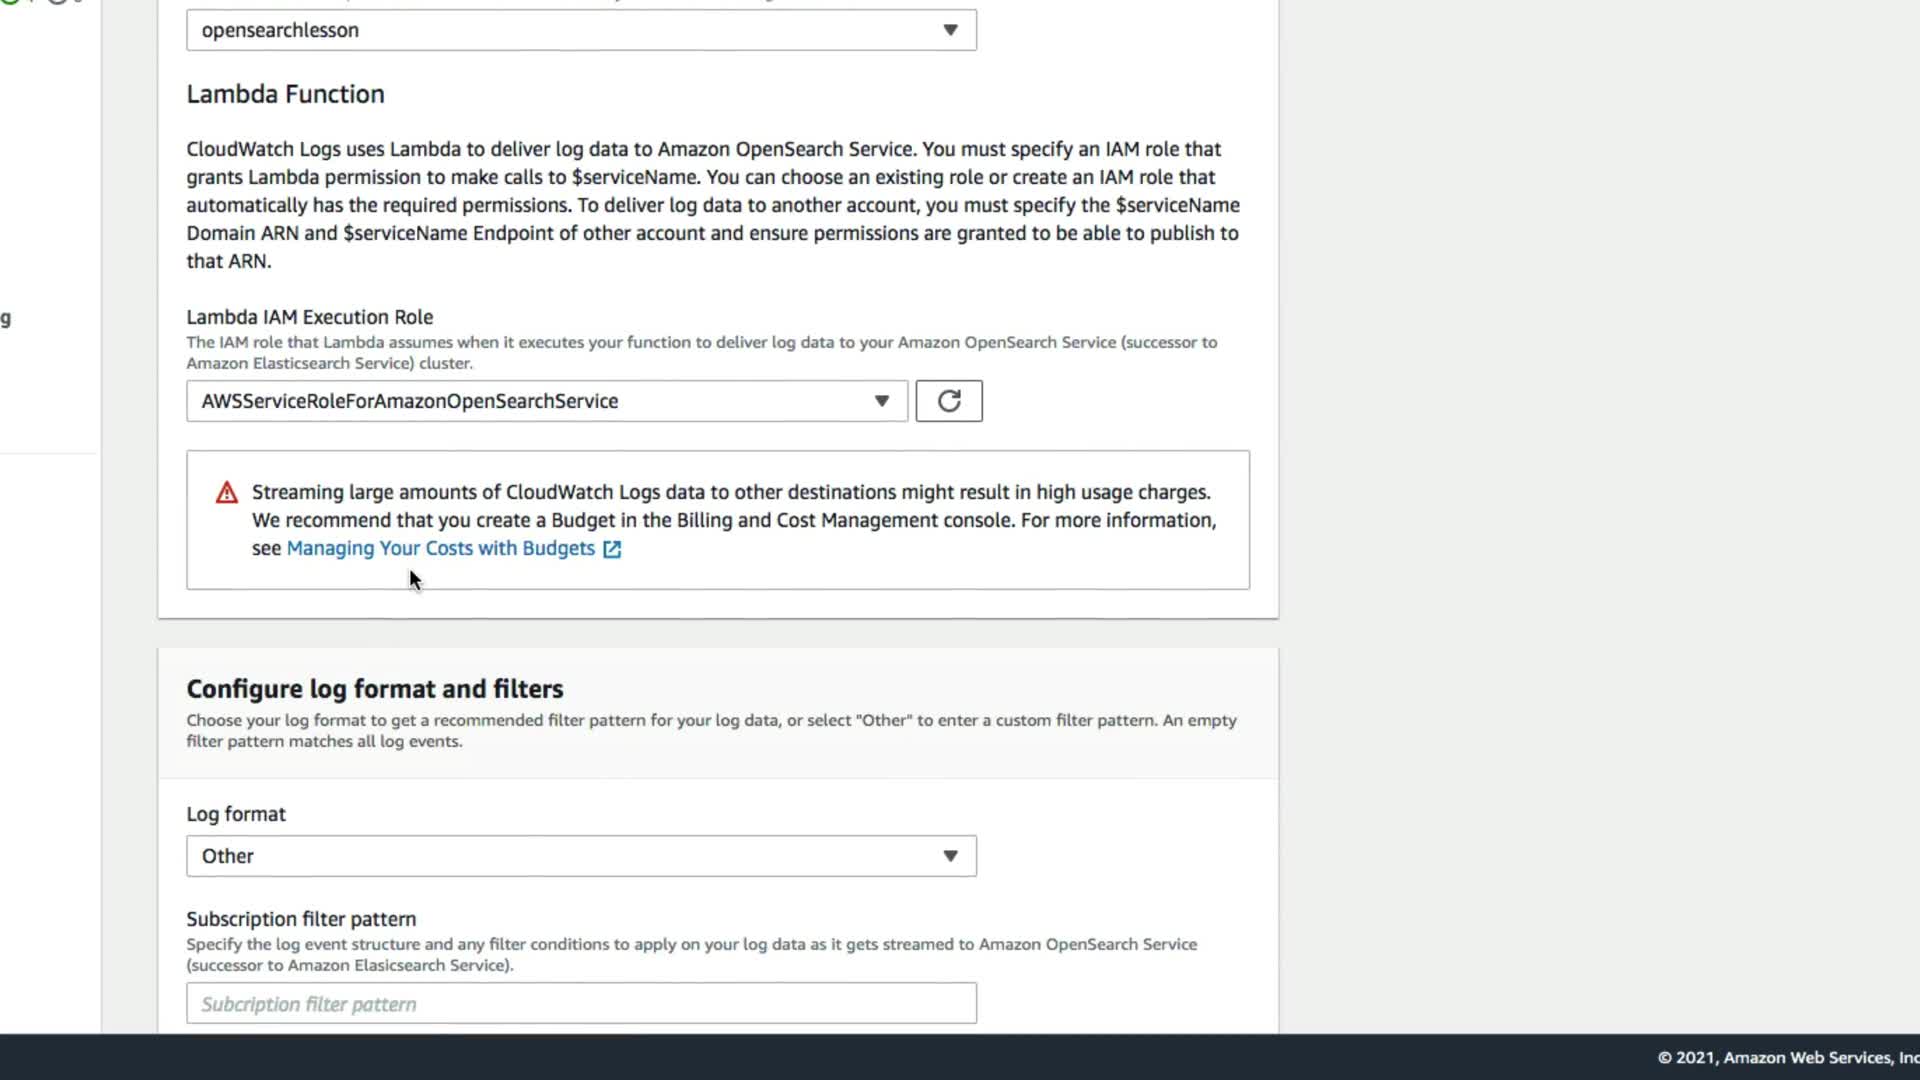 opensearchlesson
Lambda Function
CloudWatch Logs uses Lambda to deliver log data to Amazon OpenSearch Service. You must specify an IAM role that
grants Lambda permission to make calls to $serviceName. You can choose an existing role or create an IAM role that
automatically has the required permissions. To deliver log data to another account, you must specify the $serviceName
Domain ARN and $serviceName Endpoint of other account and ensure permissions are granted to be able to publish to
that ARN.
g
Lambda IAM Execution Role
The IAM role that Lambda assumes when it executes your function to deliver log data to your Amazon OpenSearch Service (successor to
Amazon Elasticsearch Service) cluster.
AWSServiceRoleForAmazonOpenSearchService
Streaming large amounts of CloudWatch Logs data to other destinations might result in high usage charges.
We recommend that you create a Budget in the Billing and Cost Management console. For more information,
see Managing Your Costs with Budgets
Configure log format and filters
Choose your log format to get a recommended filter pattern for your log data, or select "Other" to enter a custom filter pattern. An empty
filter pattern matches all log events.
Log format
Other
Subscription filter pattern
Specify the log event structure and any filter conditions to apply on your log data as it gets streamed to Amazon OpenSearch Service
(successor to Amazon Elasicsearch Service).
Subcription filter pattern
© 2021, Amazon Web Services, Inc